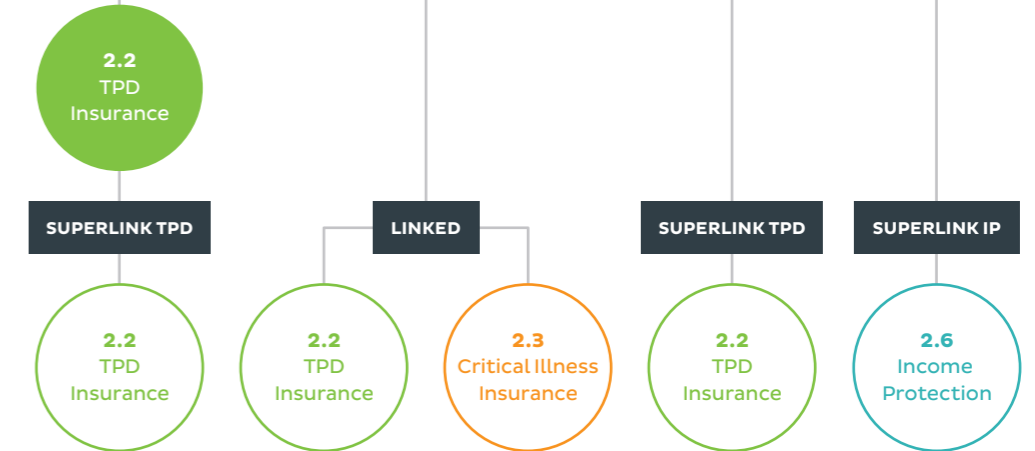 2.2
TPD
Insurance
SUPERLINK TPD
LINKED
SUPERLINK TPD
SUPERLINK IP
2.2
TPD
Insurance
2.2
TPD
Insurance
2.3
Critical Illness
Insurance
2.2
TPD
Insurance
2.6
Income
Protection